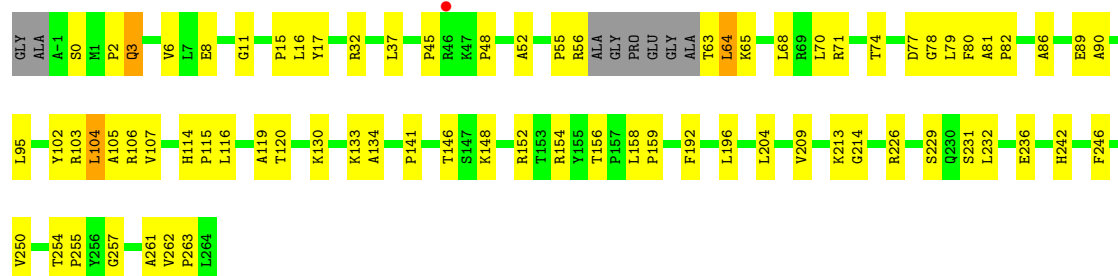 GLY ALA A-1 S0 M1 P2 Q3 V6 L7 E8 G11 P15 L16 Y17 R32 L37 P45 R46 K47 P48 A52 P55 R56 ALA GLY PRO GLU GLY ALA T63 L64 K65 L68 R69 L70 R71 T74 D77 G78 L79 F80 A81 P82 A86 E89 A90
L95 Y102 R103 L104 A105 R106 V107 H114 P115 L116 A119 T120 K130 K133 A134 P141 T146 S147 K148 R152 T153 R154 Y155 T156 P157 L158 P159 F192 L196 L204 V209 K213 G214 R226 S229 Q230 S231 L232 E236 H242 F246
V250 T254 P255 Y256 G257 A261 V262 P263 L264